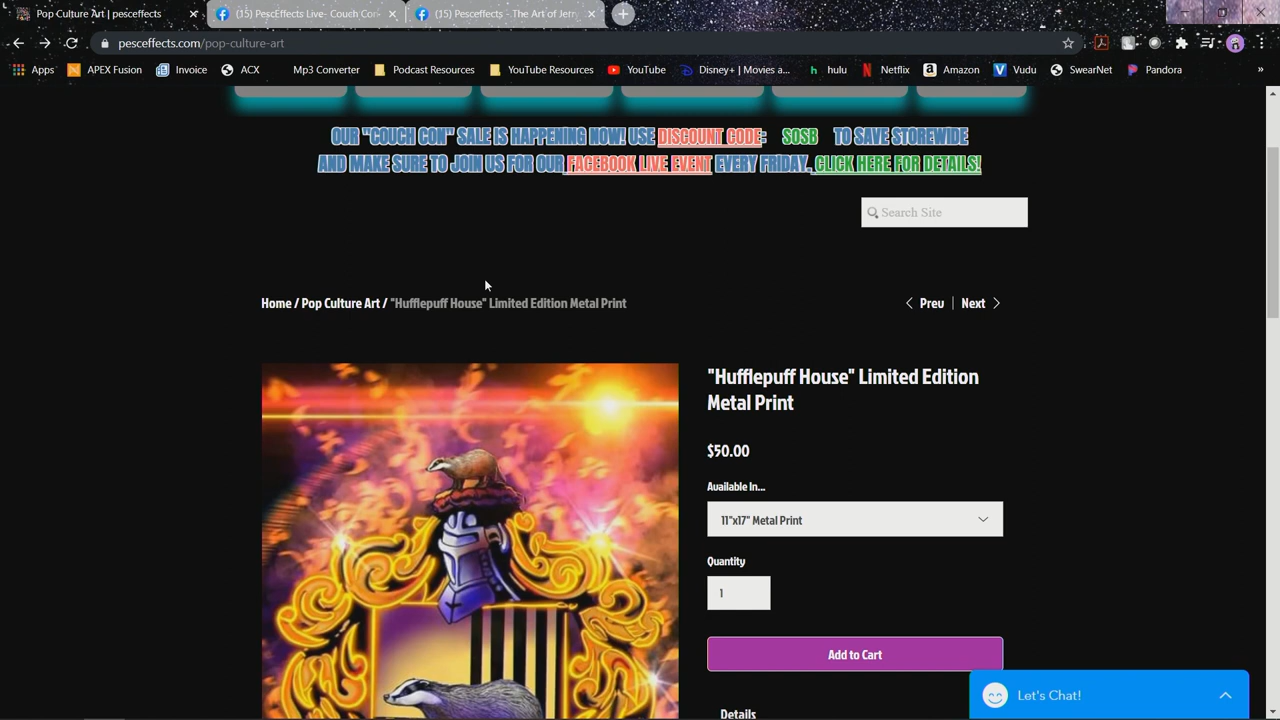 Pop Culture Art | pesceffects
(15) PescEffects Live- Couch Con
(15) Pesceffects - The Art of Jerr
pesceffects.com/pop-culture-art
Apps APEX Fusion Invoice ACX Mp3 Converter Podcast Resources YouTube Resources YouTube Disney+ | Movies a... hulu Netflix Amazon Vudu SwearNet Pandora »
OUR "COUCH CON" SALE IS HAPPENING NOW! USE DISCOUNT CODE: SOSB TO SAVE STOREWIDE
AND MAKE SURE TO JOIN US FOR OUR FACEBOOK LIVE EVENT EVERY FRIDAY. CLICK HERE FOR DETAILS!
Search Site
Home / Pop Culture Art / "Hufflepuff House" Limited Edition Metal Print
Prev | Next
"Hufflepuff House" Limited Edition
Metal Print
$50.00
Available In...
11"x17" Metal Print
Quantity
1
Add to Cart
Details
Let's Chat!